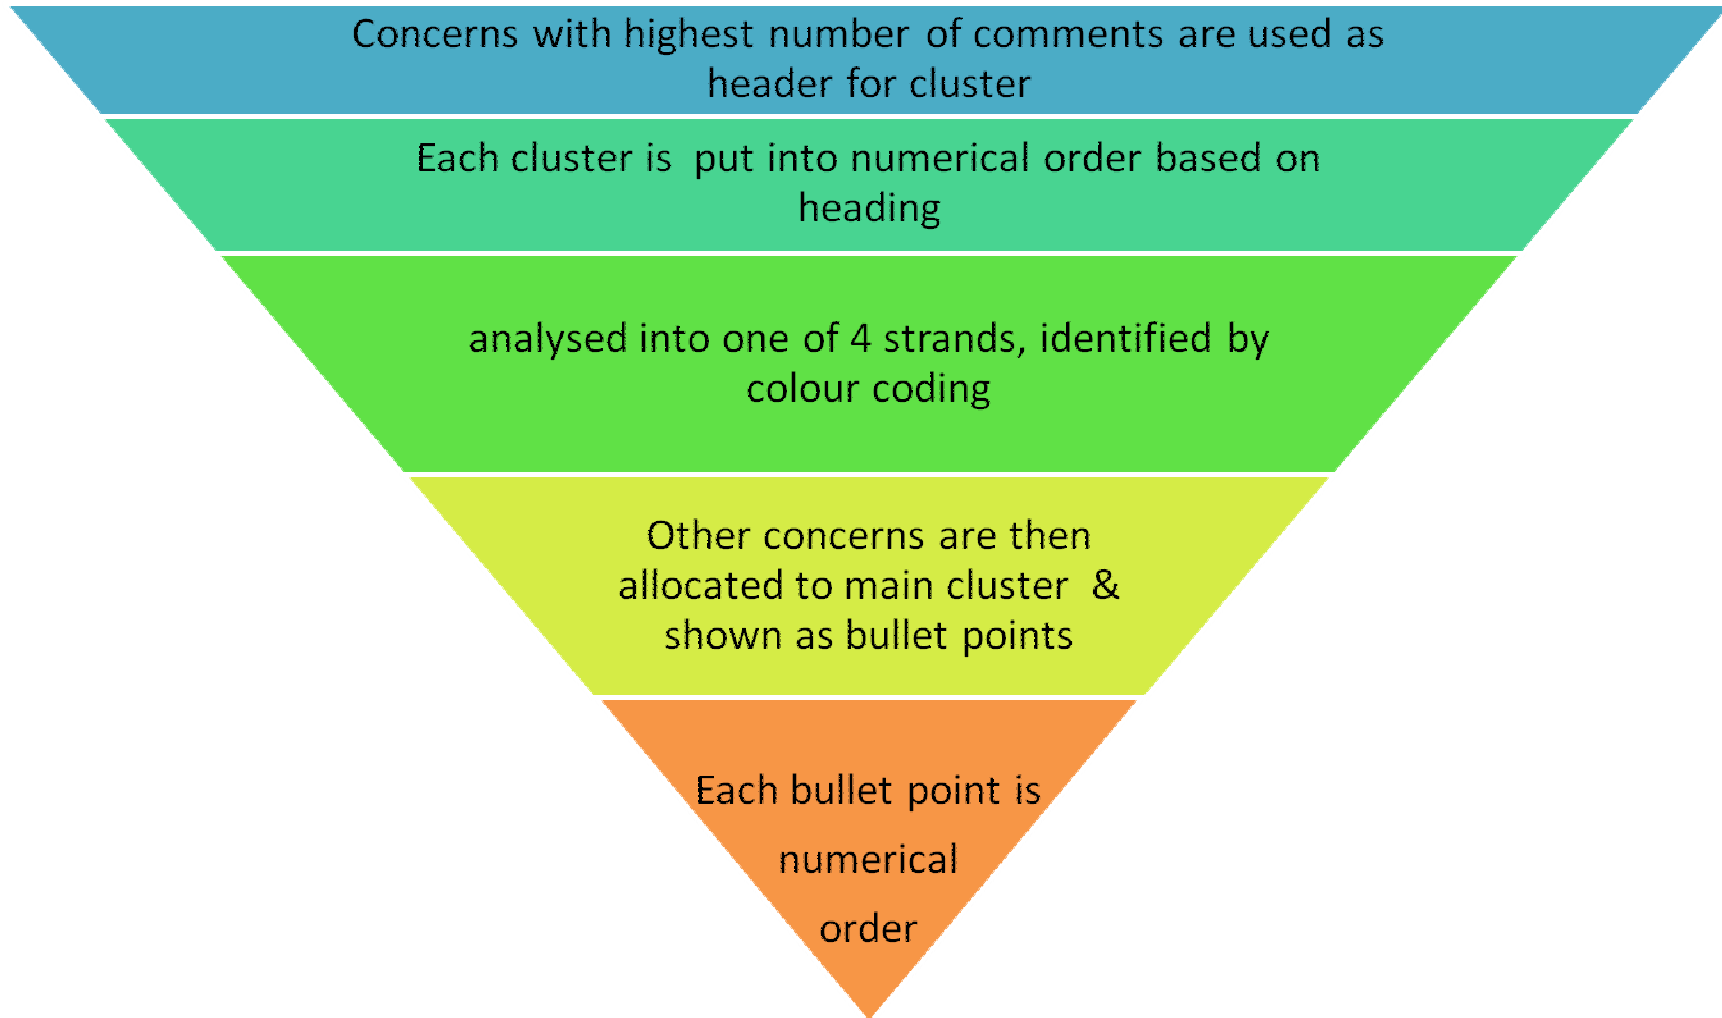 Concerns with highest number of comments are used as
header for cluster
Each cluster is  put into numerical order based on
heading
analysed into one of 4 strands, identified by
colour coding
Other concerns are then
allocated to main cluster  &
shown as bullet points
Each bullet point is
numerical
order